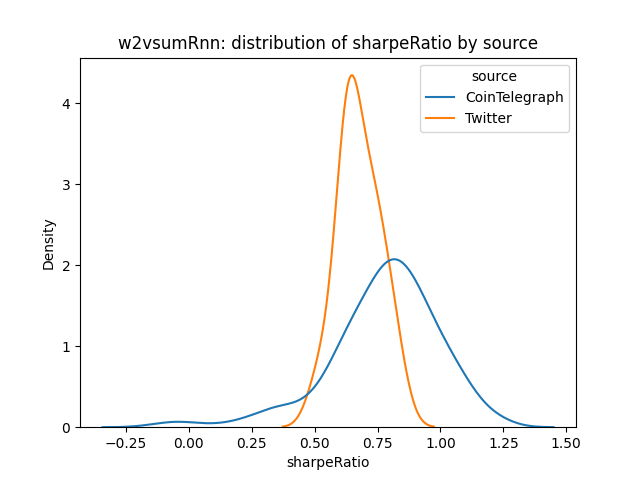 w2vsumRnn: distribution of sharpeRatio by source
source
CoinTelegraph
Twitter
Density
4
3
2
1
0
−0.25 0.00 0.25 0.50 0.75 1.00 1.25 1.50
sharpeRatio